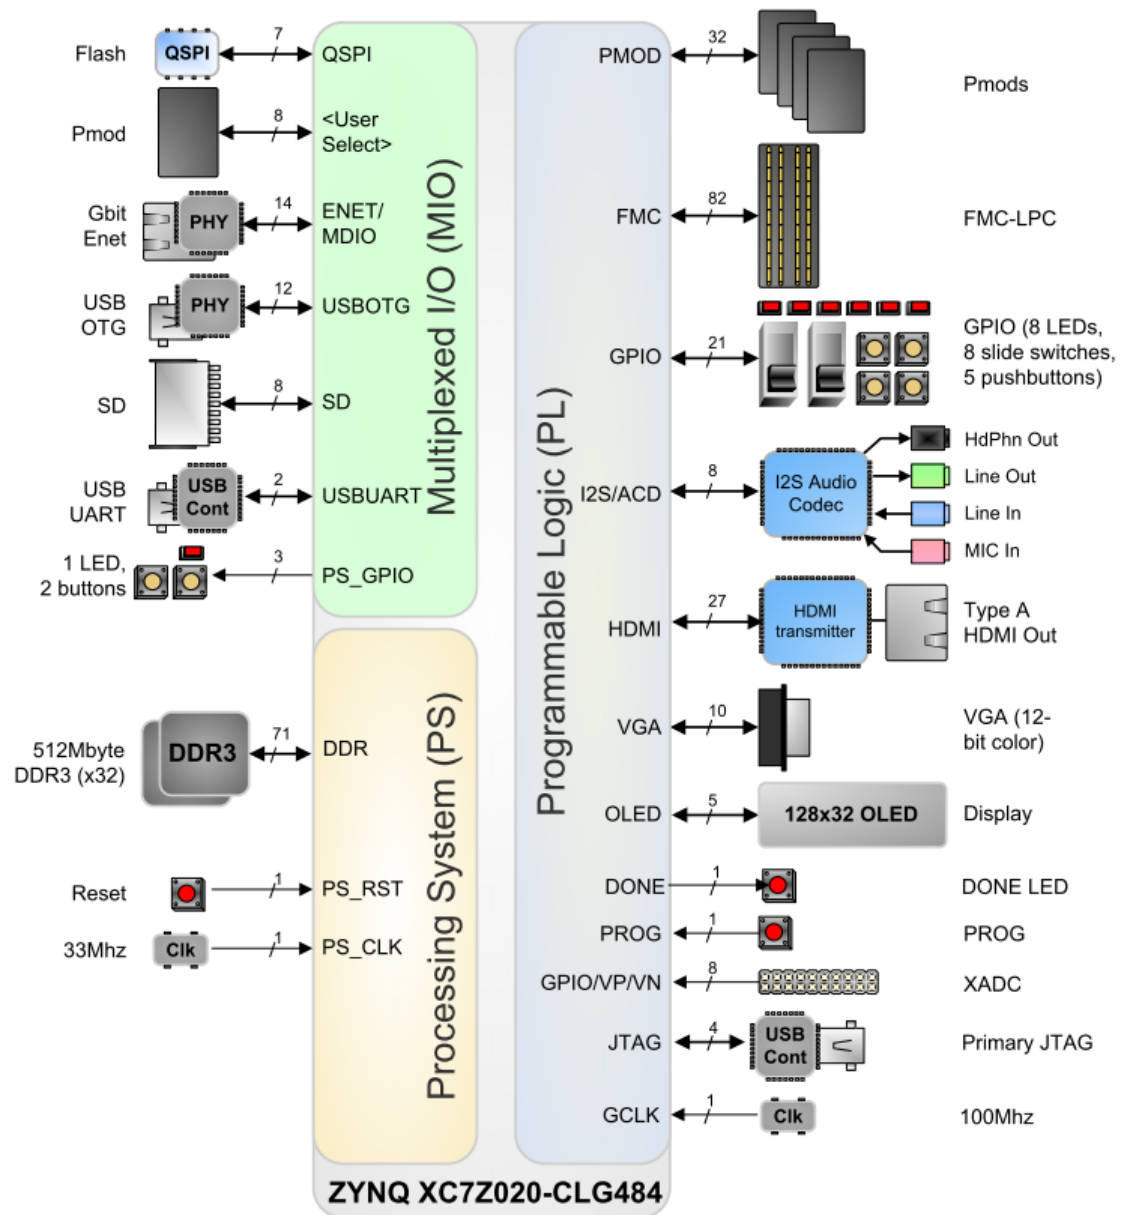 Flash
QSPI
7
QSPI
Pmod
8
<User
Select>
Gbit
Enet
PHY
14
ENET/
MDIO
USB
OTG
PHY
12
USBOTG
SD
8
SD
USB
UART
USB
Cont
2
USBUART
1 LED,
2 buttons
3
PS_GPIO
Multiplexed I/O (MIO)
512Mbyte
DDR3 (x32)
DDR3
71
DDR
Reset
1
PS_RST
33Mhz
Clk
1
PS_CLK
Processing System (PS)
Programmable Logic (PL)
PMOD
32
Pmods
FMC
82
FMC-LPC
GPIO
21
GPIO (8 LEDs,
8 slide switches,
5 pushbuttons)
I2S/ACD
8
I2S Audio
Codec
HdPhn Out
Line Out
Line In
MIC In
HDMI
27
HDMI
transmitter
Type A
HDMI Out
VGA
10
VGA (12-
bit color)
OLED
5
128x32 OLED
Display
DONE
1
DONE LED
PROG
1
PROG
GPIO/VP/VN
8
XADC
JTAG
4
USB
Cont
Primary JTAG
GCLK
1
Clk
100Mhz
ZYNQ XC7Z020-CLG484